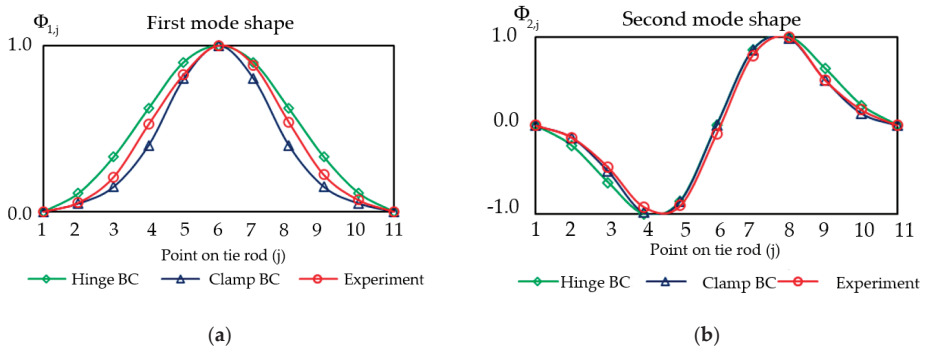 Φ1,j First mode shape
1.0
0.0
1 2 3 4 5 6 7 8 9 10 11
Point on tie rod (j)
Hinge BC Clamp BC Experiment
(a)
Φ2,j Second mode shape
1.0
0.0
-1.0
1 2 3 4 5 6 7 8 9 10 11
Point on tie rod (j)
Hinge BC Clamp BC Experiment
(b)